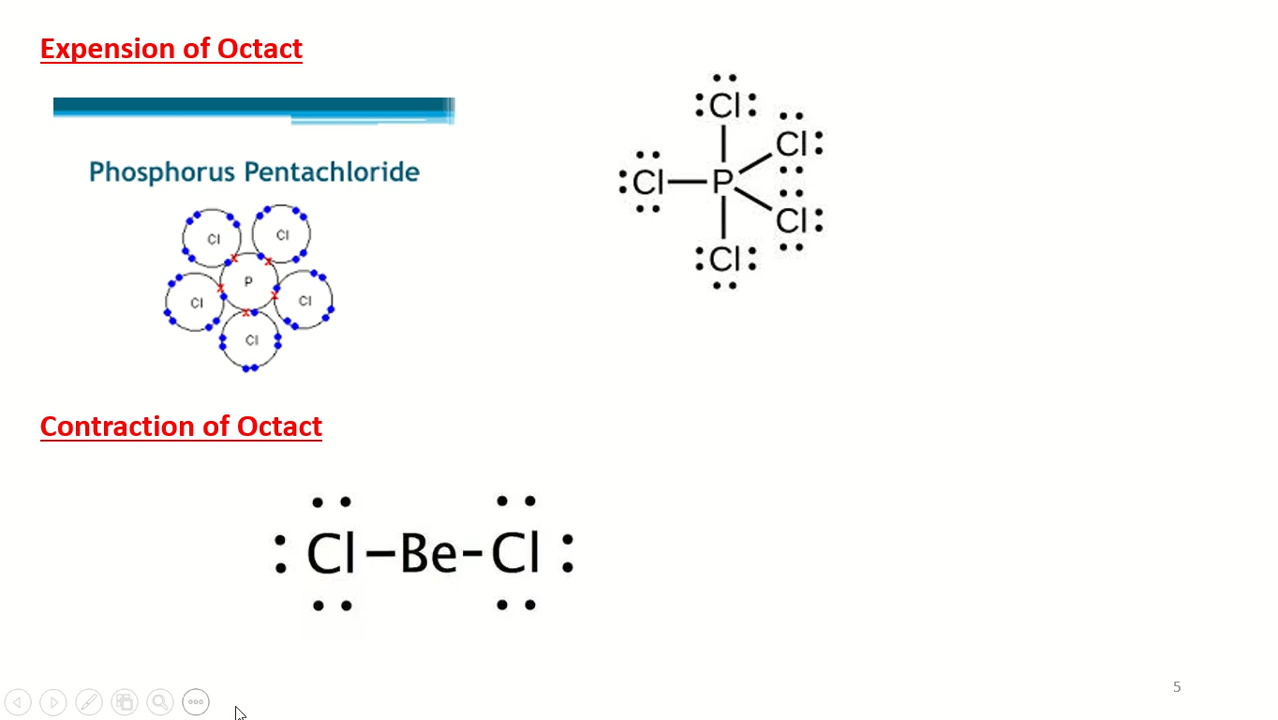 Expension of Octact
Phosphorus Pentachloride
Cl Cl
P
Cl Cl
Cl
Cl
Cl
Cl P
Cl
Cl
Contraction of Octact
Cl Be Cl
5